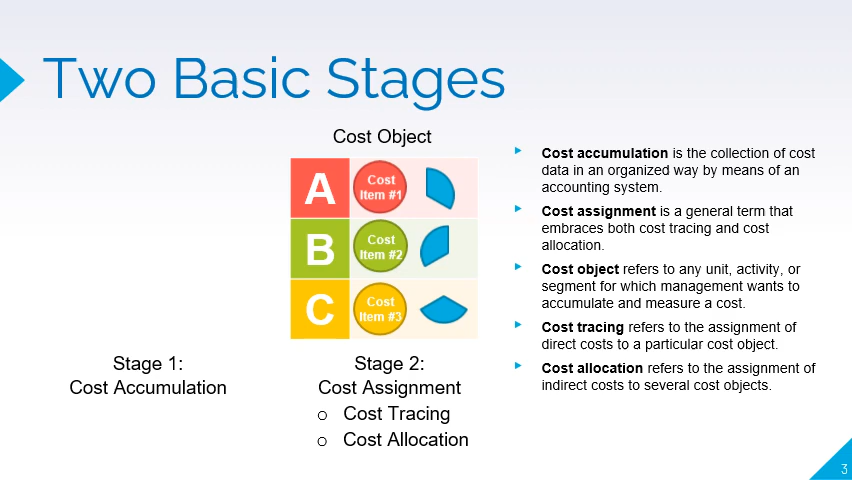 Two Basic Stages
Cost Object
A
Cost
Item #1
B
Cost
Item #2
C
Cost
Item #3
Stage 1:
Cost Accumulation
Stage 2:
Cost Assignment
o Cost Tracing
o Cost Allocation
Cost accumulation is the collection of cost
data in an organized way by means of an
accounting system.
Cost assignment is a general term that
embraces both cost tracing and cost
allocation.
Cost object refers to any unit, activity, or
segment for which management wants to
accumulate and measure a cost.
Cost tracing refers to the assignment of
direct costs to a particular cost object.
Cost allocation refers to the assignment of
indirect costs to several cost objects.
3